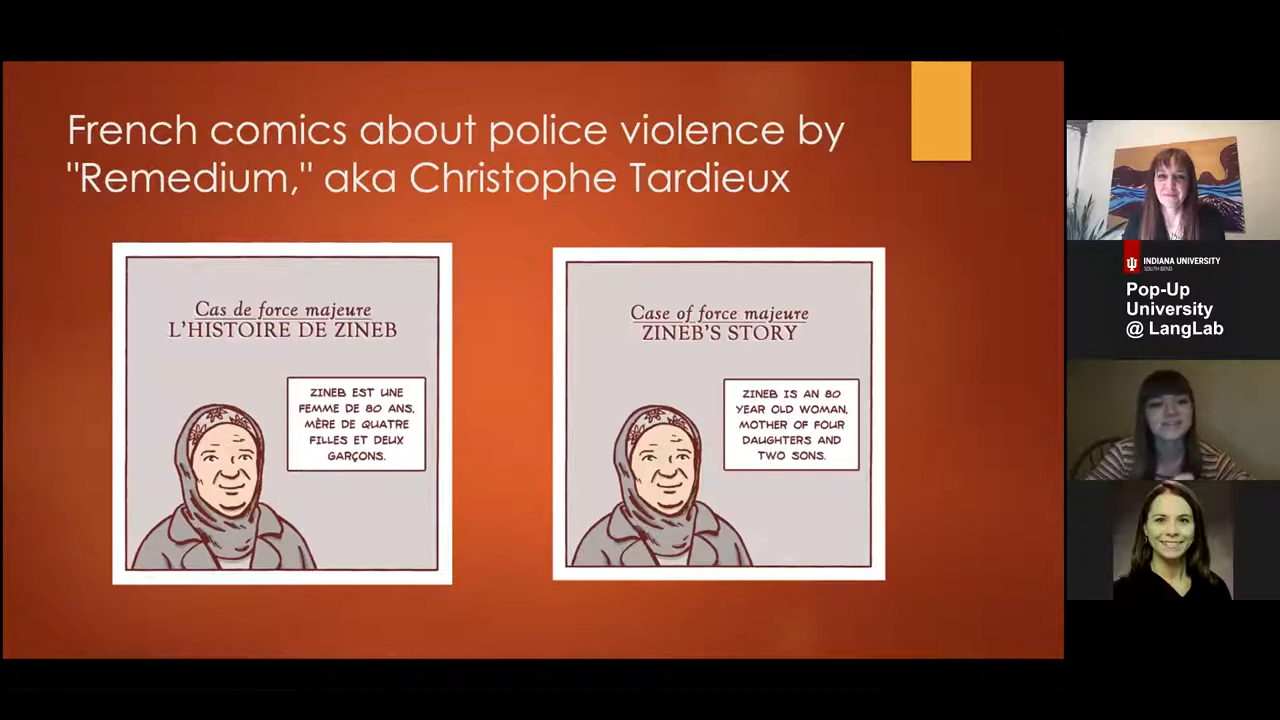 French comics about police violence by
"Remedium," aka Christophe Tardieux
Cas de force majeure
L'HISTOIRE DE ZINEB
ZINEB EST UNE
FEMME DE 80 ANS,
MÈRE DE QUATRE
FILLES ET DEUX
GARÇONS.
Case of force majeure
ZINEB'S STORY
ZINEB IS AN 80
YEAR OLD WOMAN,
MOTHER OF FOUR
DAUGHTERS AND
TWO SONS.
INDIANA UNIVERSITY
SOUTH BEND
Pop-Up
University
@ LangLab